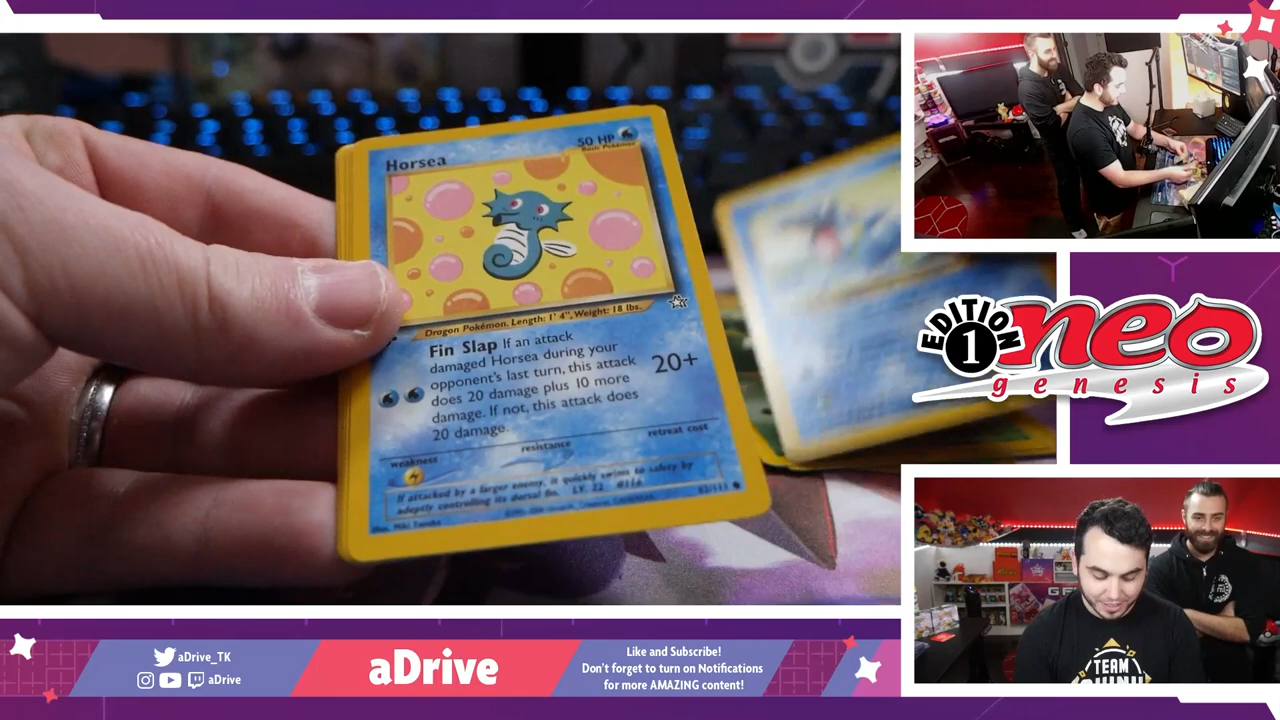 Horsea
50 HP
Basic Pokémon
Dragon Pokémon. Length: 1' 4", Weight: 18 lbs.
Fin Slap If an attack
damaged Horsea during your
opponent's last turn, this attack
does 20 damage plus 10 more
damage. If not, this attack does
20 damage.
20+
weakness
resistance
retreat cost
If attacked by a larger enemy, it quickly swims to safety by
adeptly controlling its dorsal fin. LV. 22 #116
EDITION
1
neo
genesis
TEAM
aDrive_TK
aDrive
aDrive
Like and Subscribe!
Don't forget to turn on Notifications
for more AMAZING content!